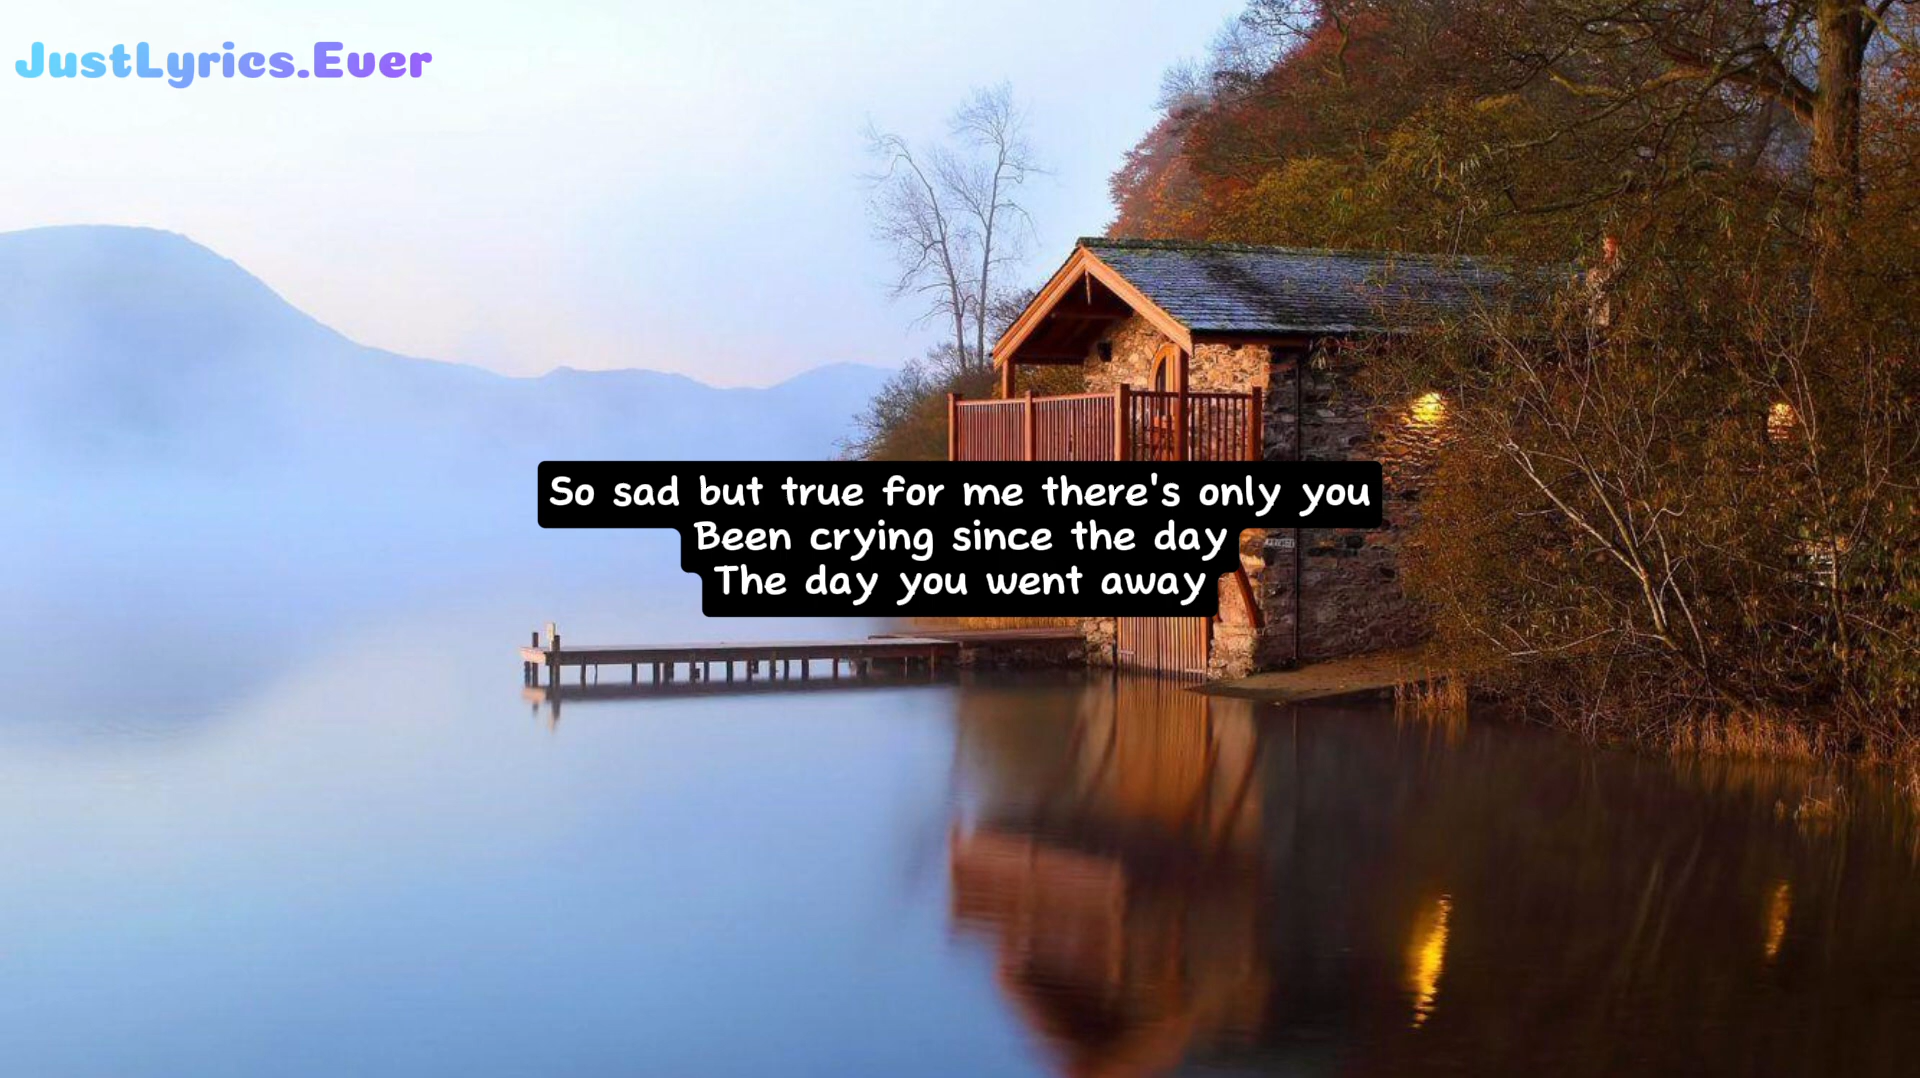 JustLyrics.Ever
So sad but true for me there's only you
Been crying since the day
The day you went away